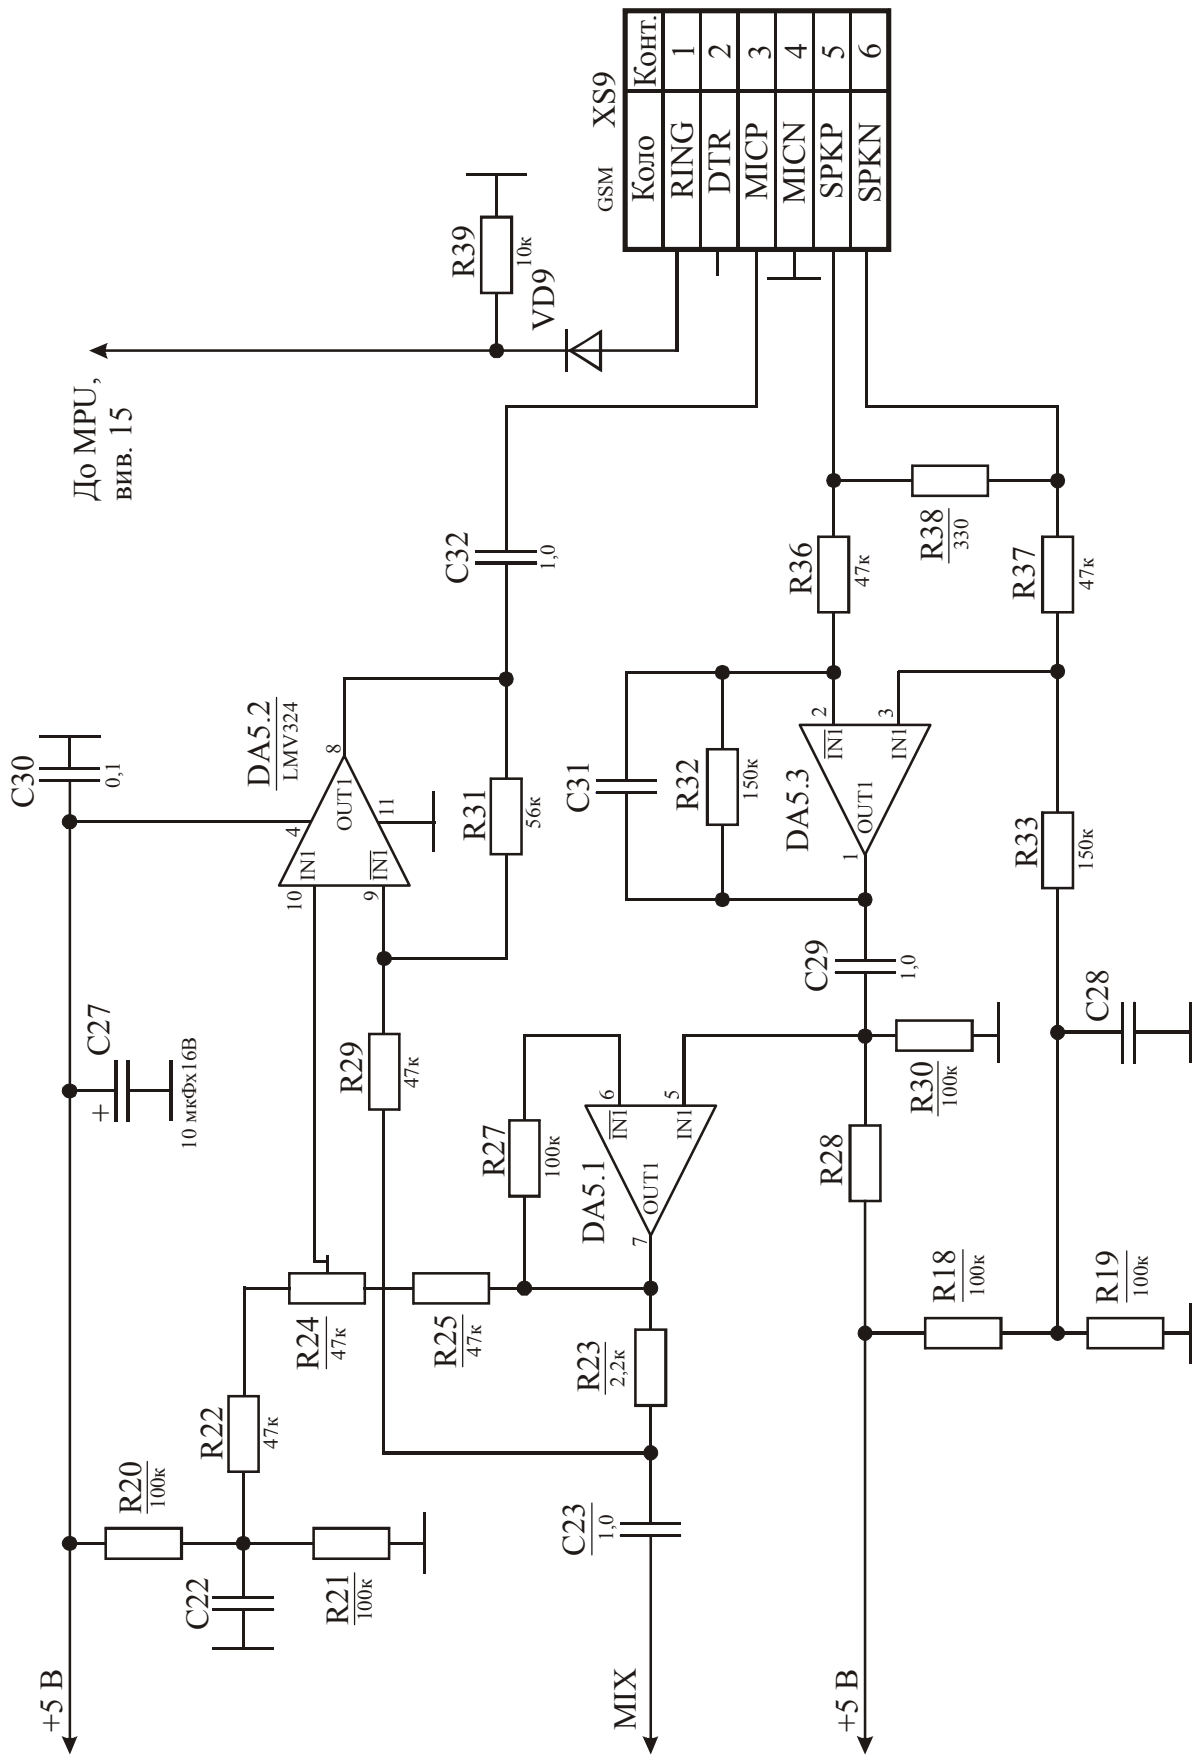 +5 В
R20
100к
C22
R21
100к
R22
47к
R24
47к
R25
47к
C27
+
10 мкФх16В
C30
0,1
DA5.2
LMV324
10
IN1
4
OUT1
8
9
IN1
11
R29
47к
R31
56к
C32
1,0
До MPU,
вив. 15
R39
10к
VD9
GSM
XS9
Коло
Конт.
RING
1
DTR
2
MICP
3
MICN
4
SPKP
5
SPKN
6
MIX
C23
1,0
R23
2,2к
R27
100к
DA5.1
7
OUT1
6
IN1
5
IN1
C29
1,0
C31
R32
150к
DA5.3
1
OUT1
2
IN1
3
IN1
R36
47к
R38
330
R37
47к
R33
150к
C28
R30
100к
R28
R18
100к
R19
100к
+5 В